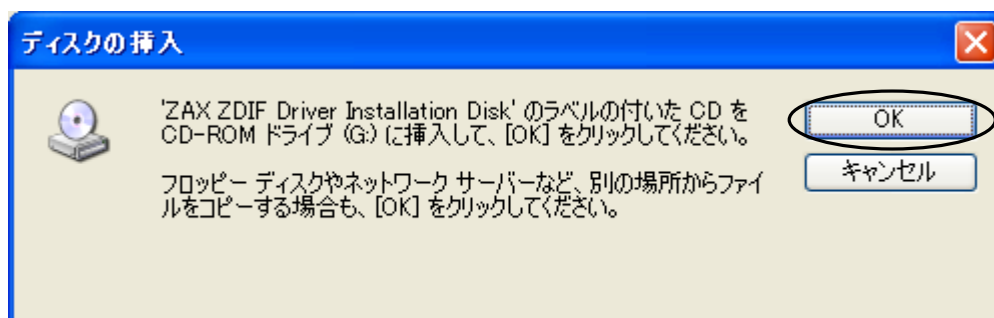 ディスクの挿入
'ZAX ZDIF Driver Installation Disk' のラベルの付いた CD を
CD-ROM ドライブ (G:) に挿入して、[OK] をクリックしてください。
フロッピー ディスクやネットワーク サーバーなど、別の場所からファイ
ルをコピーする場合も、[OK] をクリックしてください。
OK
キャンセル